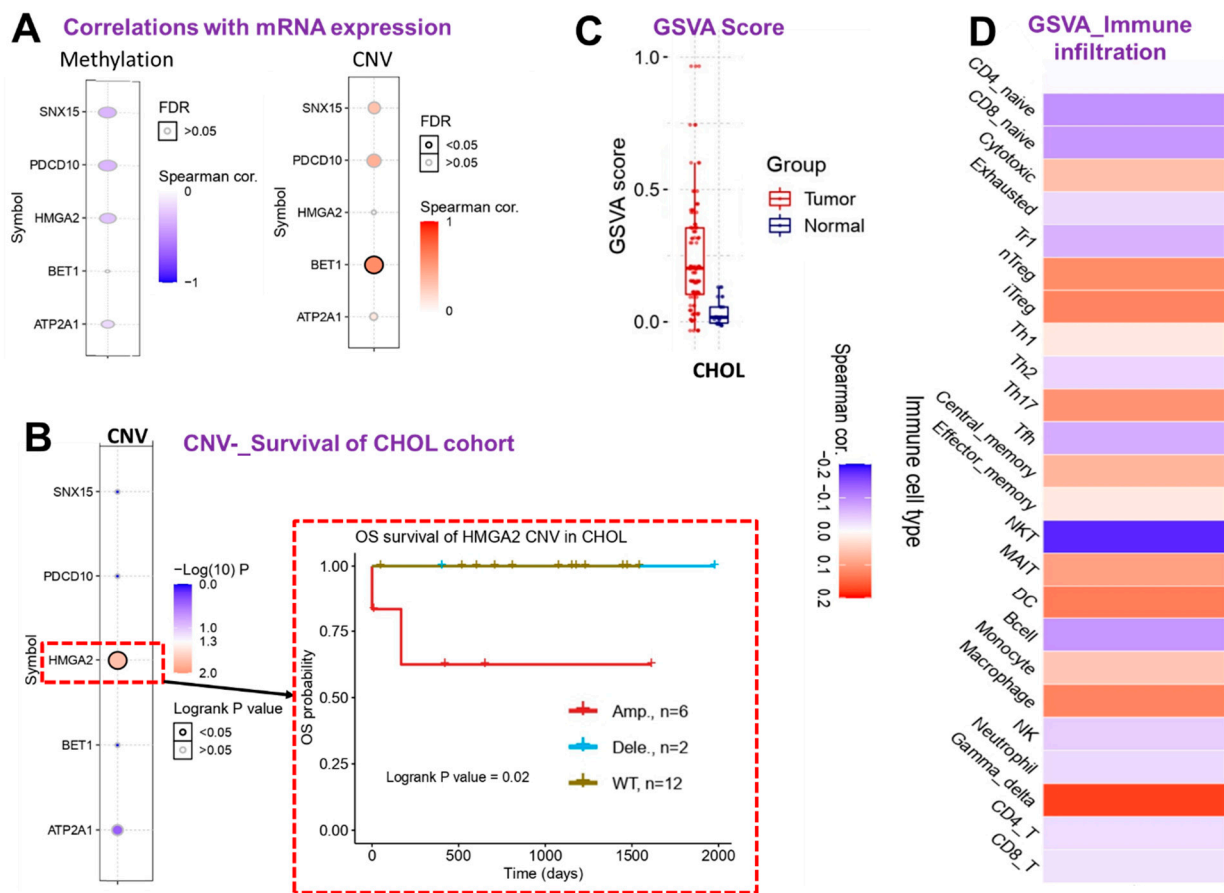 A
Correlations with mRNA expression
Methylation
SNX15
PDCD10
HMGA2
BET1
ATP2A1
Symbol
FDR
>0.05
Spearman cor.
0
−1
CNV
SNX15
PDCD10
HMGA2
BET1
ATP2A1
Symbol
FDR
<0.05
>0.05
Spearman cor.
1
0
B
CNV
CNV-_Survival of CHOL cohort
SNX15
PDCD10
HMGA2
BET1
ATP2A1
Symbol
−Log(10) P
0.0
1.0
1.3
2.0
Logrank P value
<0.05
>0.05
OS survival of HMGA2 CNV in CHOL
OS probability
1.00
0.75
0.50
0.25
0.00
Amp., n=6
Dele., n=2
WT, n=12
Logrank P value = 0.02
0
500
1000
1500
2000
Time (days)
C
GSVA Score
GSVA score
1.0
0.5
0.0
CHOL
Group
Tumor
Normal
D
GSVA_Immune
infiltration
CD4_naive
CD8_naive
Cytotoxic
Exhausted
Tr1
nTreg
iTreg
Th1
Th2
Th17
Tfh
Central_memory
Effector_memory
NKT
MAIT
DC
Bcell
Monocyte
Macrophage
NK
Neutrophil
Gamma_delta
CD4_T
CD8_T
Immune cell type
Spearman cor.
−0.2
−0.1
0.0
0.1
0.2